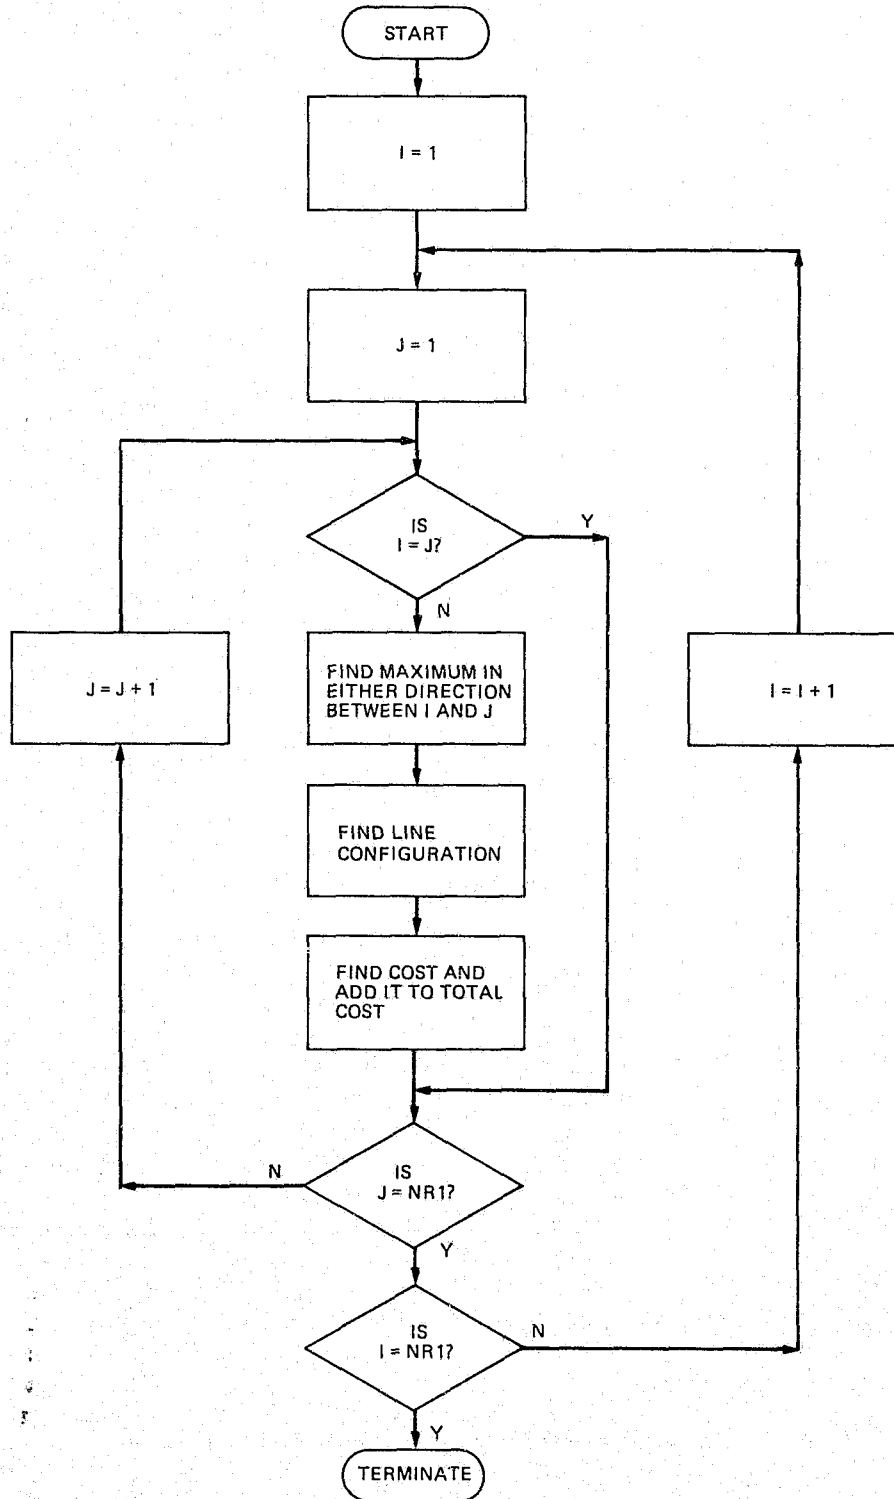 START
I = 1
J = 1
IS
I = J?
Y
N
FIND MAXIMUM IN
EITHER DIRECTION
BETWEEN I AND J
J = J + 1
I = I + 1
FIND LINE
CONFIGURATION
FIND COST AND
ADD IT TO TOTAL
COST
IS
J = NR1?
N
Y
IS
I = NR1?
N
Y
TERMINATE